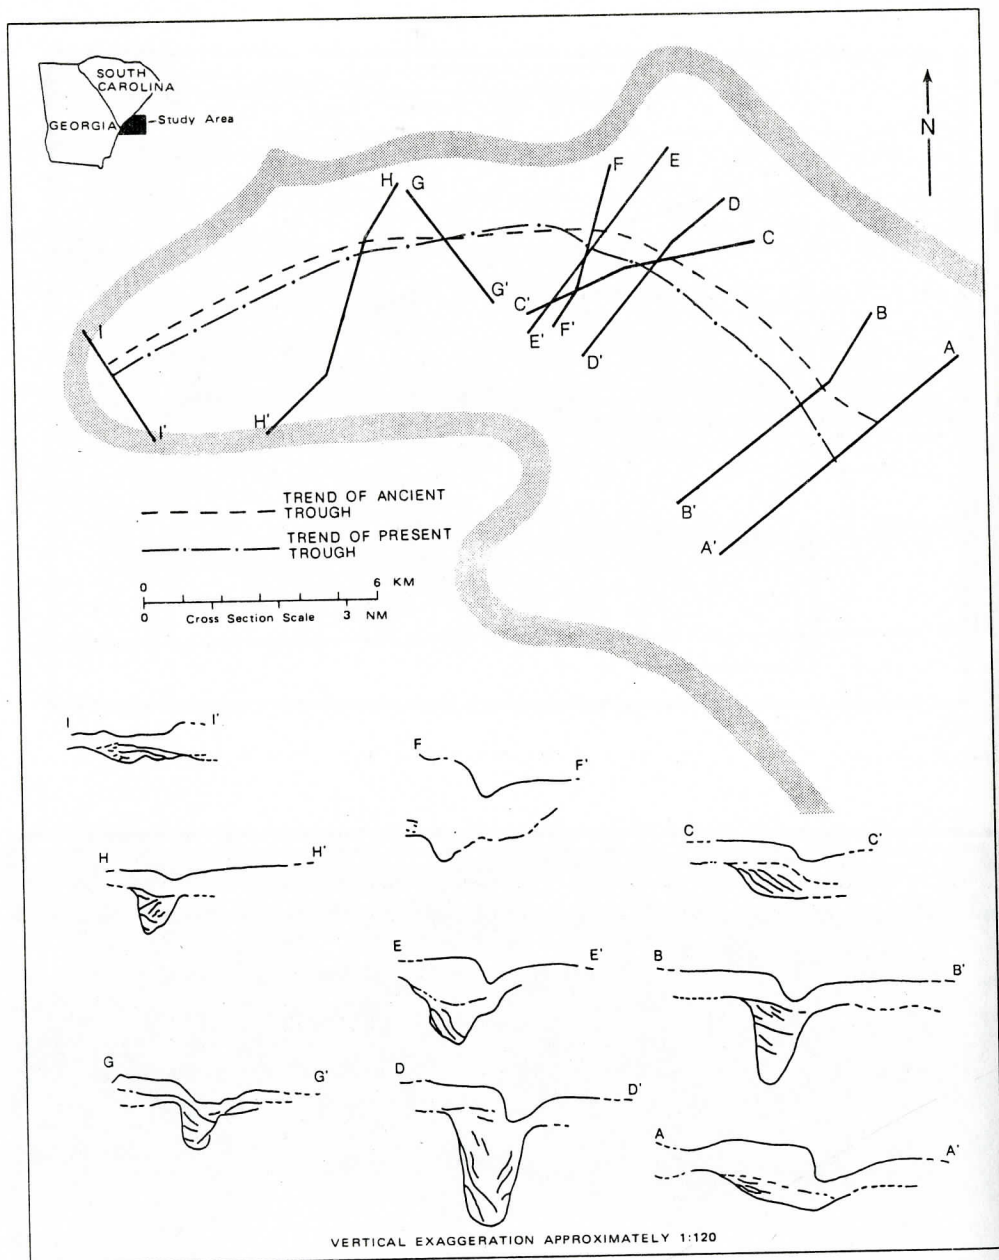 SOUTH
CAROLINA
GEORGIA
Study Area
N
H
G
F
E
D
C
G'
C'
E'
F'
D'
B
A
I
I'
H'
B'
A'
TREND OF ANCIENT
TROUGH
TREND OF PRESENT
TROUGH
0 6 KM
0 Cross Section Scale 3 NM
I I'
F F'
C C'
H H'
E E'
B B'
G G'
D D'
A A'
VERTICAL EXAGGERATION APPROXIMATELY 1:120